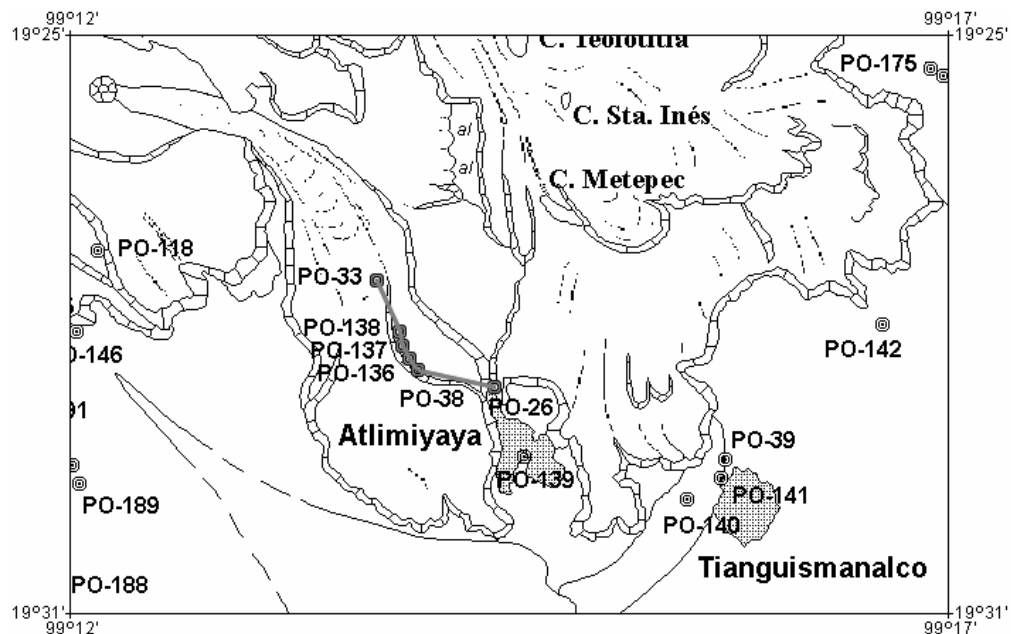 99°12' 99°17'
19°25' 19°25'
C. Teofotitla
PO-175
al
C. Sta. Inés
al
C. Metepec
PO-118
PO-33
PO-138
PO-137
PO-146
PO-142
PO-136
PO-38
PO-26
91
Atlimiyaya
PO-39
PO-139
PO-141
PO-189
PO-140
Tianguismanalco
PO-188
19°31' 19°31'
99°12' 99°17'